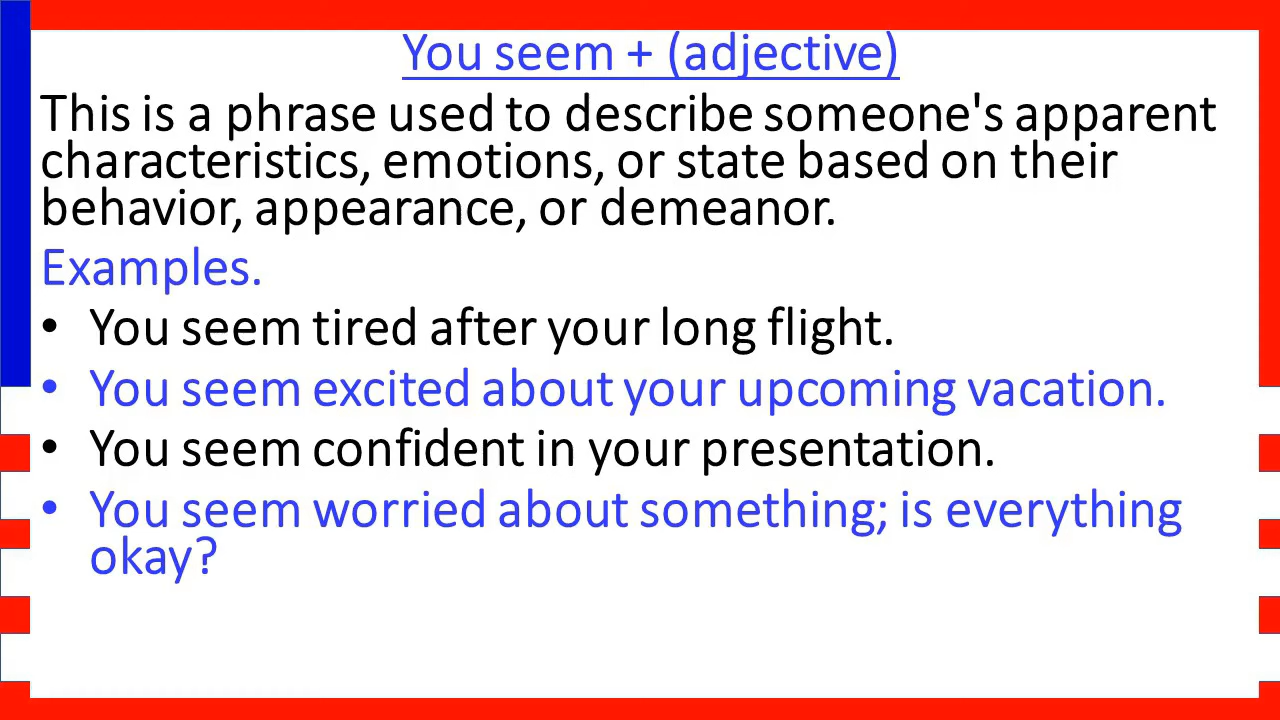 You seem + (adjective)
This is a phrase used to describe someone's apparent
characteristics, emotions, or state based on their
behavior, appearance, or demeanor.
Examples.
• You seem tired after your long flight.
• You seem excited about your upcoming vacation.
• You seem confident in your presentation.
• You seem worried about something; is everything
okay?